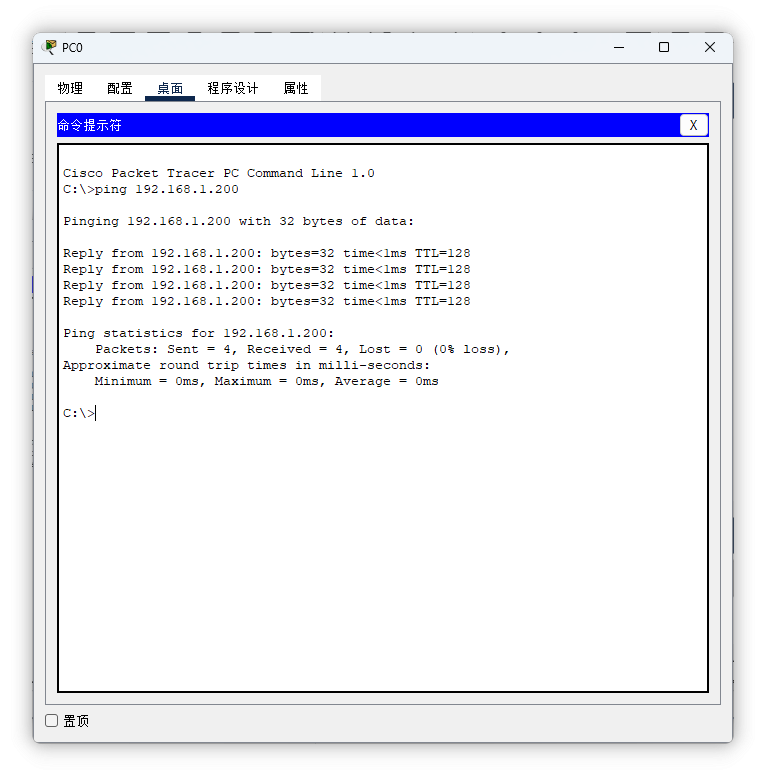 PC0
物理 配置 桌面 程序设计 属性
命令提示符 X
Cisco Packet Tracer PC Command Line 1.0
C:\>ping 192.168.1.200
Pinging 192.168.1.200 with 32 bytes of data:
Reply from 192.168.1.200: bytes=32 time<1ms TTL=128
Reply from 192.168.1.200: bytes=32 time<1ms TTL=128
Reply from 192.168.1.200: bytes=32 time<1ms TTL=128
Reply from 192.168.1.200: bytes=32 time<1ms TTL=128
Ping statistics for 192.168.1.200:
Packets: Sent = 4, Received = 4, Lost = 0 (0% loss),
Approximate round trip times in milli-seconds:
Minimum = 0ms, Maximum = 0ms, Average = 0ms
C:\>
置顶